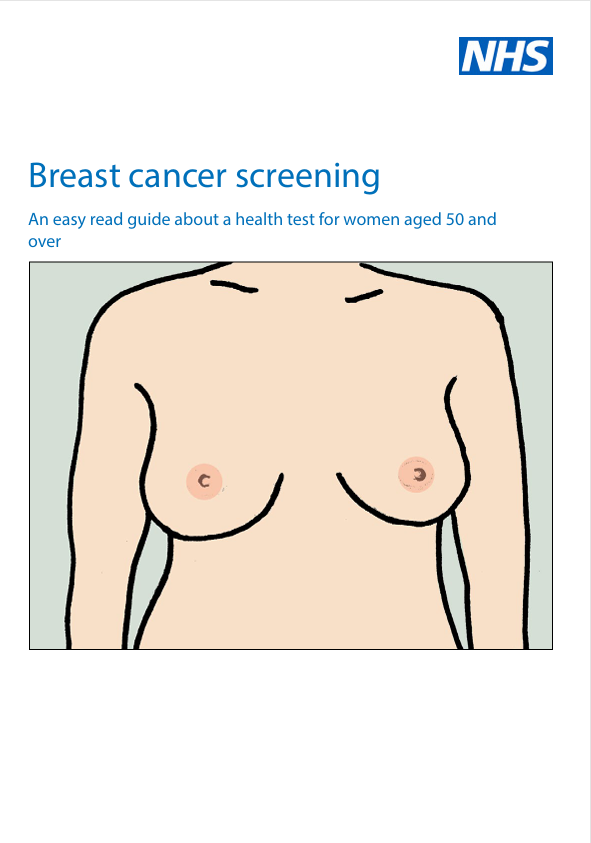 NHS
Breast cancer screening
An easy read guide about a health test for women aged 50 and
over